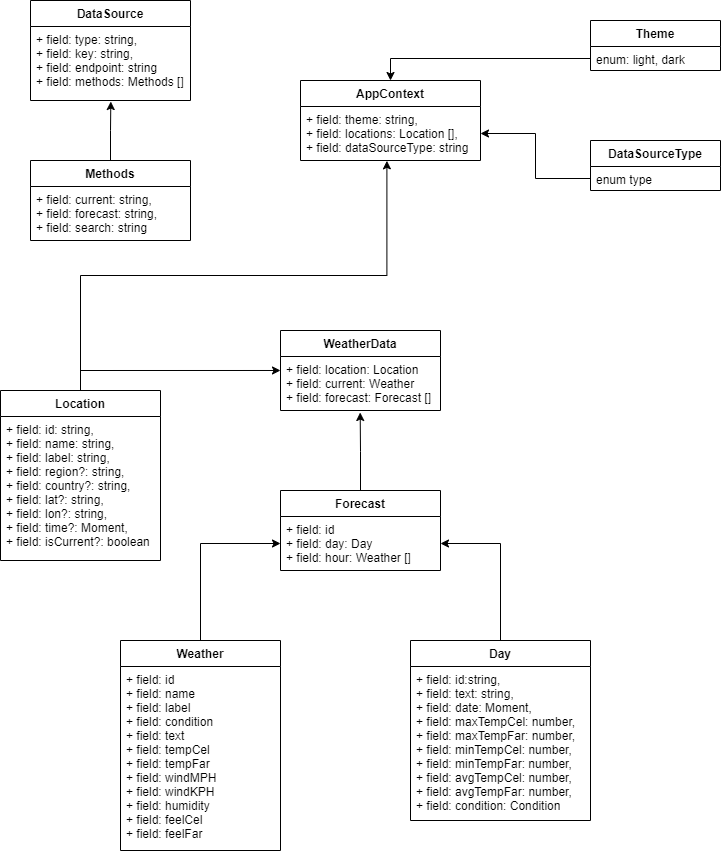 DataSource
+ field: type: string,
+ field: key: string,
+ field: endpoint: string
+ field: methods: Methods []
Theme
enum: light, dark
AppContext
+ field: theme: string,
+ field: locations: Location [],
+ field: dataSourceType: string
DataSourceType
enum type
Methods
+ field: current: string,
+ field: forecast: string,
+ field: search: string
WeatherData
+ field: location: Location
+ field: current: Weather
+ field: forecast: Forecast []
Location
+ field: id: string,
+ field: name: string,
+ field: label: string,
+ field: region?: string,
+ field: country?: string,
+ field: lat?: string,
+ field: lon?: string,
+ field: time?: Moment,
+ field: isCurrent?: boolean
Forecast
+ field: id
+ field: day: Day
+ field: hour: Weather []
Weather
+ field: id
+ field: name
+ field: label
+ field: condition
+ field: text
+ field: tempCel
+ field: tempFar
+ field: windMPH
+ field: windKPH
+ field: humidity
+ field: feelCel
+ field: feelFar
Day
+ field: id:string,
+ field: text: string,
+ field: date: Moment,
+ field: maxTempCel: number,
+ field: maxTempFar: number,
+ field: minTempCel: number,
+ field: minTempFar: number,
+ field: avgTempCel: number,
+ field: avgTempFar: number,
+ field: condition: Condition